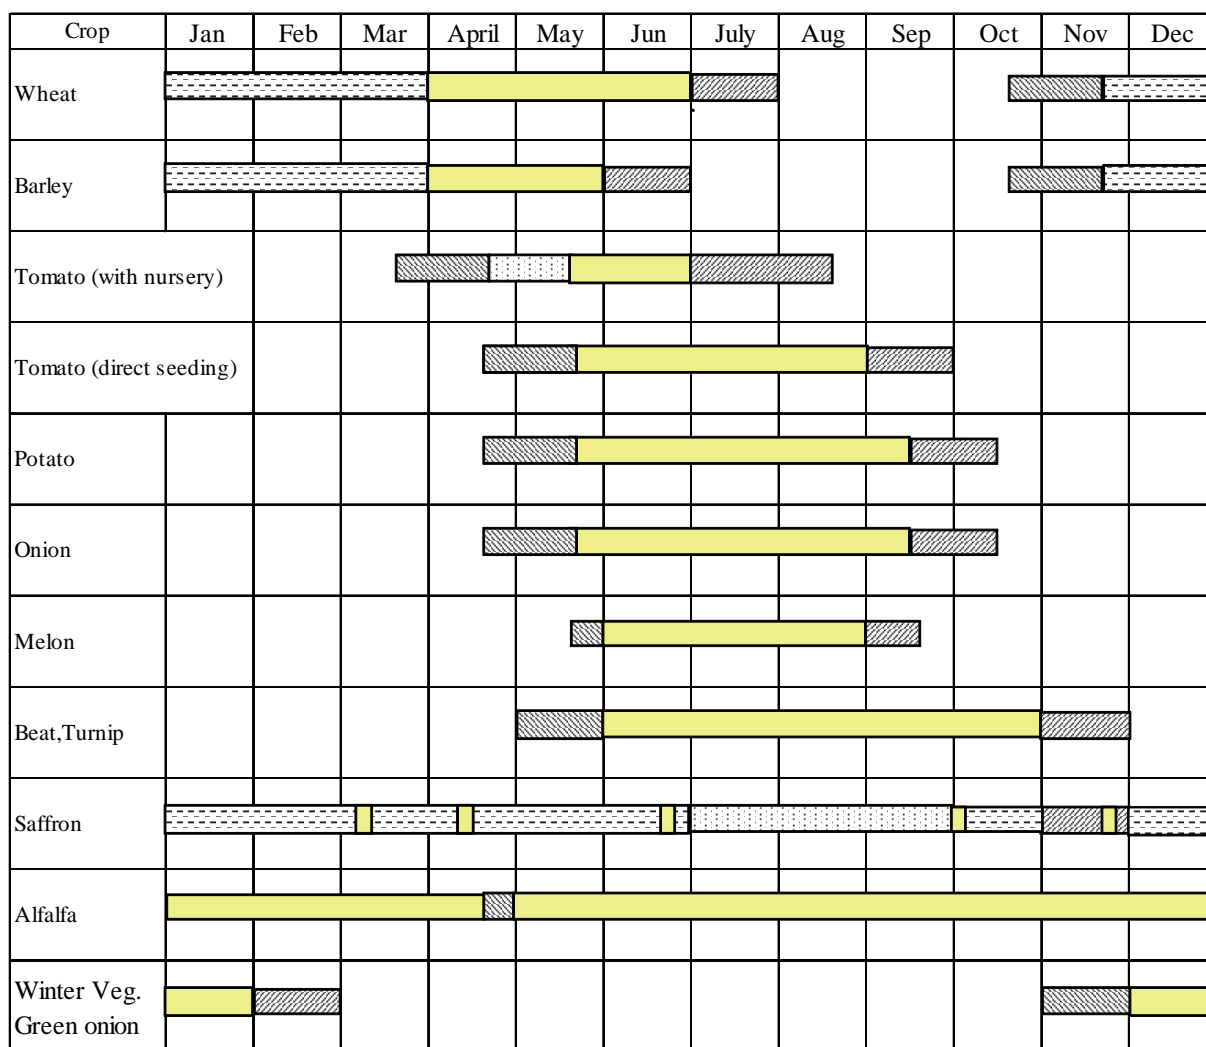 Crop Jan Feb Mar April May Jun July Aug Sep Oct Nov Dec
Wheat
Barley
Tomato (with nursery)
Tomato (direct seeding)
Potato
Onion
Melon
Beat,Turnip
Saffron
Alfalfa
Winter Veg.
Green onion